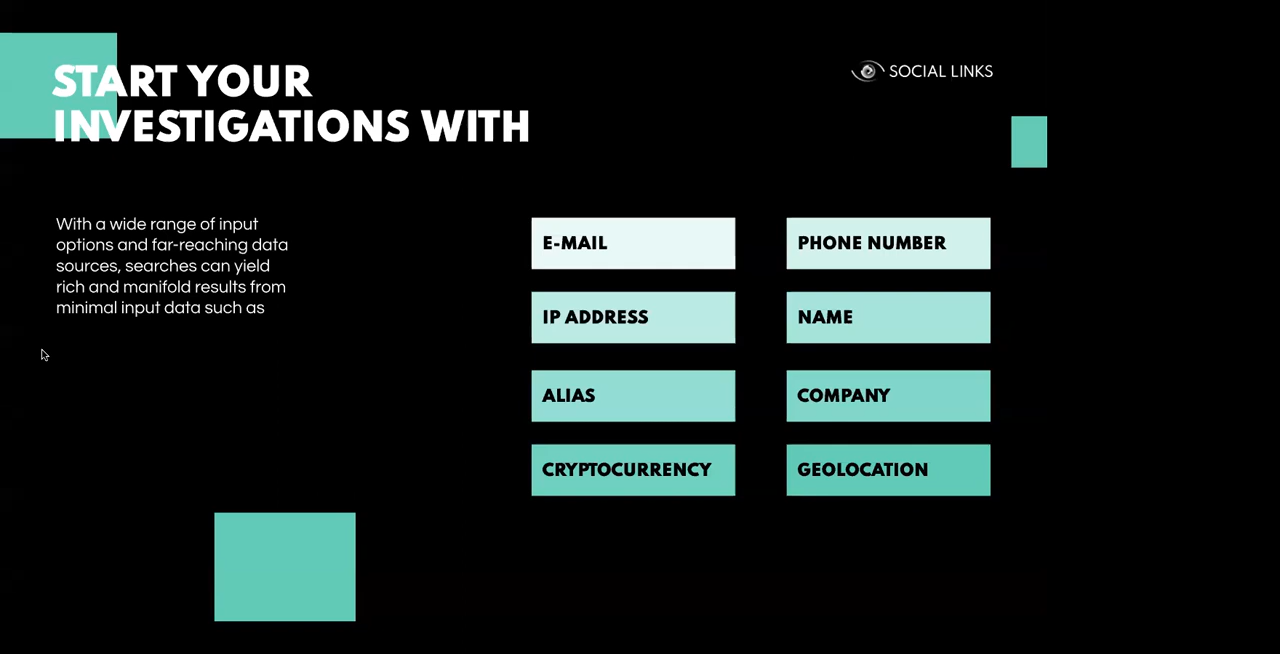 START YOUR
INVESTIGATIONS WITH
SOCIAL LINKS
With a wide range of input
options and far-reaching data
sources, searches can yield
rich and manifold results from
minimal input data such as
E-MAIL
PHONE NUMBER
IP ADDRESS
NAME
ALIAS
COMPANY
CRYPTOCURRENCY
GEOLOCATION